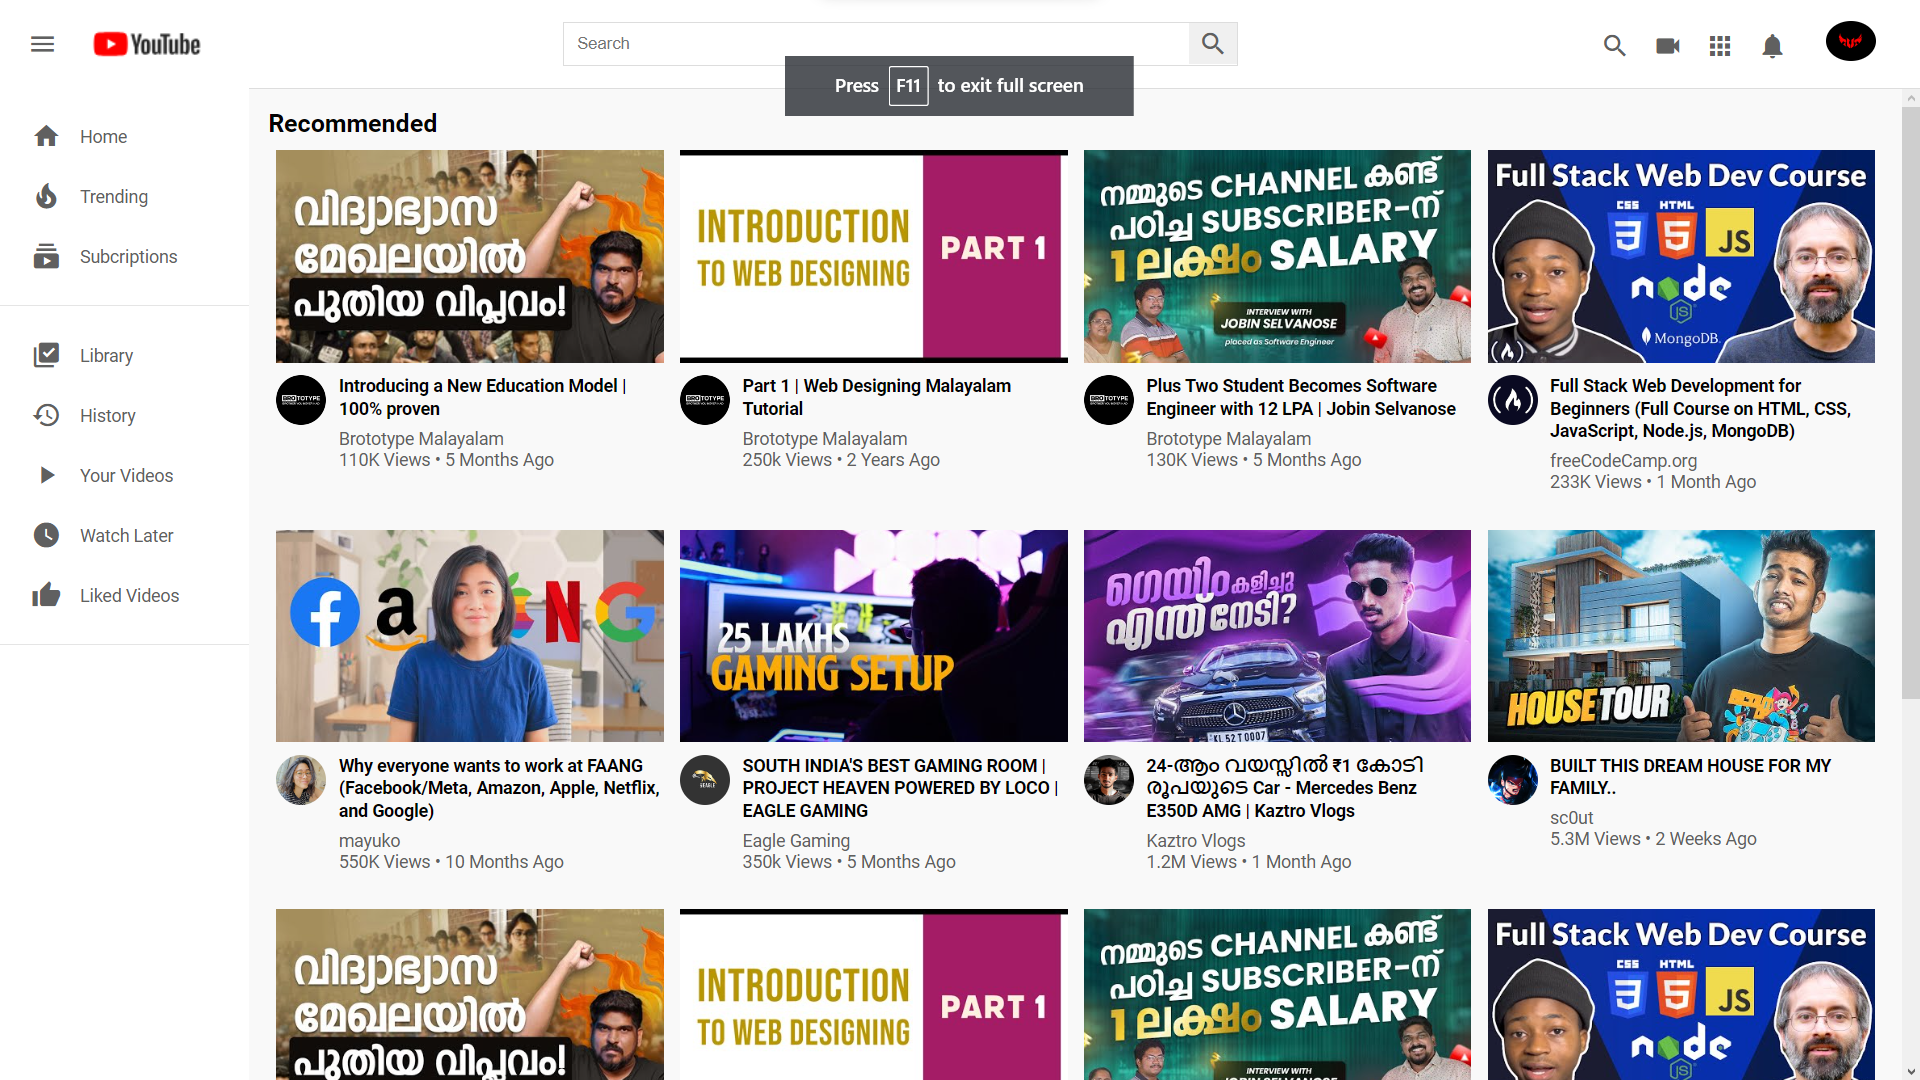 YouTube
Search
Press F11 to exit full screen
Home
Trending
Subcriptions
Library
History
Your Videos
Watch Later
Liked Videos
Recommended
വിദ്യാഭ്യാസ
മേഖലയിൽ
പുതിയ വിപ്ലവം!
INTRODUCTION
TO WEB DESIGNING
PART 1
നമ്മുടെ CHANNEL കണ്ട്
പഠിച്ച SUBSCRIBER-ന്
1 ലക്ഷം SALARY
INTERVIEW WITH
JOBIN SELVANOSE
placed as Software Engineer
Full Stack Web Dev Course
CSS HTML
3 5 JS
node
JS
MongoDB.
BROTOTYPE
Introducing a New Education Model |
100% proven
Brototype Malayalam
110K Views • 5 Months Ago
BROTOTYPE
Part 1 | Web Designing Malayalam
Tutorial
Brototype Malayalam
250k Views • 2 Years Ago
BROTOTYPE
Plus Two Student Becomes Software
Engineer with 12 LPA | Jobin Selvanose
Brototype Malayalam
130K Views • 5 Months Ago
Full Stack Web Development for
Beginners (Full Course on HTML, CSS,
JavaScript, Node.js, MongoDB)
freeCodeCamp.org
233K Views • 1 Month Ago
f a N G
25 LAKHS
GAMING SETUP
ഗെയിം കളിച്ചു
എന്ത് നേടി?
KL 52 T 0007
HOUSE TOUR
Why everyone wants to work at FAANG
(Facebook/Meta, Amazon, Apple, Netflix,
and Google)
mayuko
550K Views • 10 Months Ago
EAGLE
SOUTH INDIA'S BEST GAMING ROOM |
PROJECT HEAVEN POWERED BY LOCO |
EAGLE GAMING
Eagle Gaming
350k Views • 5 Months Ago
24-ആം വയസ്സിൽ ₹1 കോടി
രൂപയുടെ Car - Mercedes Benz
E350D AMG | Kaztro Vlogs
Kaztro Vlogs
1.2M Views • 1 Month Ago
BUILT THIS DREAM HOUSE FOR MY
FAMILY..
sc0ut
5.3M Views • 2 Weeks Ago
വിദ്യാഭ്യാസ
മേഖലയിൽ
പുതിയ വിപ്ലവം!
INTRODUCTION
TO WEB DESIGNING
PART 1
നമ്മുടെ CHANNEL കണ്ട്
പഠിച്ച SUBSCRIBER-ന്
1 ലക്ഷം SALARY
INTERVIEW WITH
JOBIN SELVANOSE
Full Stack Web Dev Course
CSS HTML
3 5 JS
node
JS